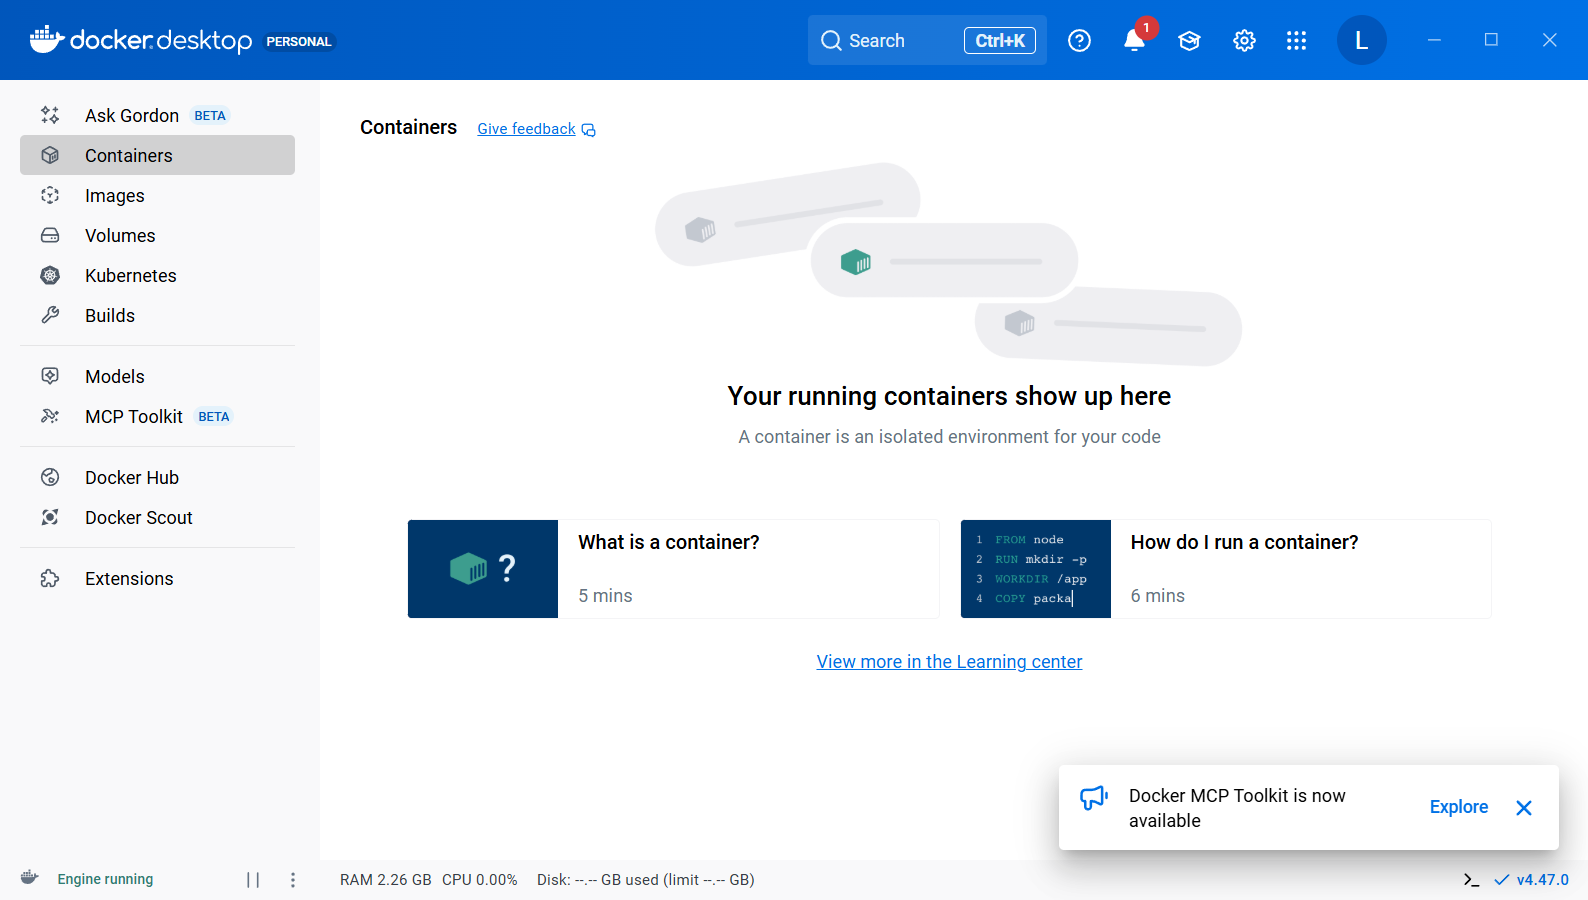 docker.desktop PERSONAL
Search Ctrl+K
1
L
Ask Gordon BETA
Containers
Images
Volumes
Kubernetes
Builds
Models
MCP Toolkit BETA
Docker Hub
Docker Scout
Extensions
Containers Give feedback
Your running containers show up here
A container is an isolated environment for your code
?
What is a container?
5 mins
1 FROM node
2 RUN mkdir -p
3 WORKDIR /app
4 COPY packa
How do I run a container?
6 mins
View more in the Learning center
Docker MCP Toolkit is now
available
Explore
Engine running
RAM 2.26 GB CPU 0.00% Disk: --.-- GB used (limit --.-- GB)
v4.47.0